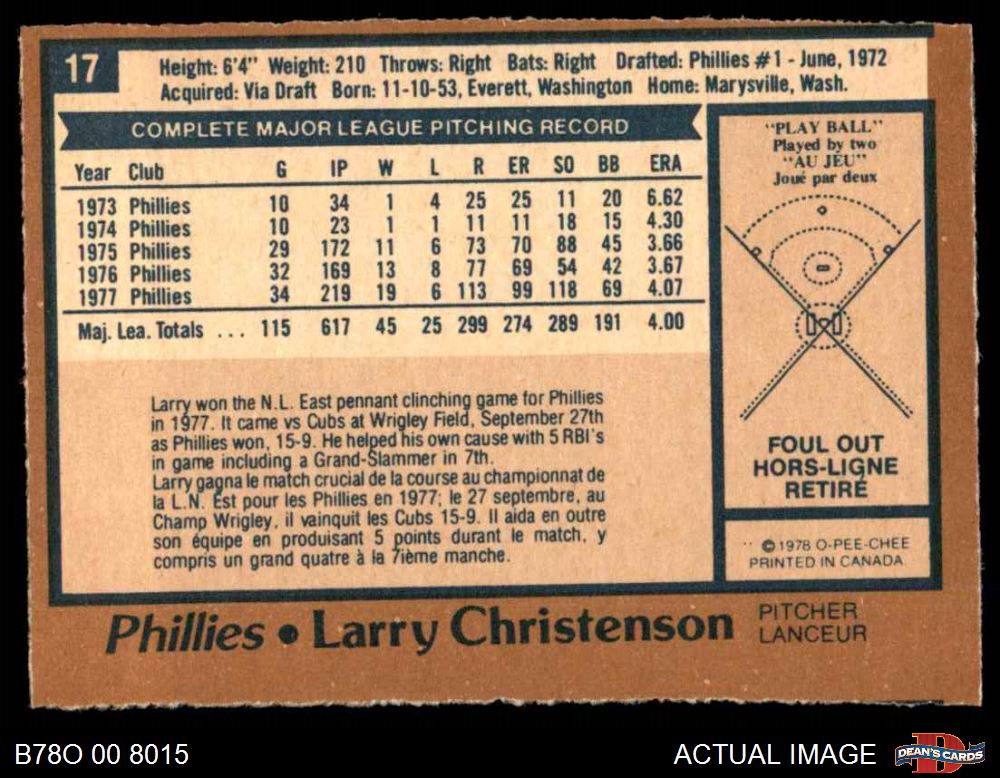 17
Height: 6'4" Weight: 210 Throws: Right Bats: Right Drafted: Phillies #1 - June, 1972
Acquired: Via Draft Born: 11-10-53, Everett, Washington Home: Marysville, Wash.
COMPLETE MAJOR LEAGUE PITCHING RECORD
Year Club G IP W L R ER SO BB ERA
1973 Phillies 10 34 1 4 25 25 11 20 6.62
1974 Phillies 10 23 1 1 11 11 18 15 4.30
1975 Phillies 29 172 11 6 73 70 88 45 3.66
1976 Phillies 32 169 13 8 77 69 54 42 3.67
1977 Phillies 34 219 19 6 113 99 118 69 4.07
Maj. Lea. Totals ... 115 617 45 25 299 274 289 191 4.00
Larry won the N.L. East pennant clinching game for Phillies
in 1977. It came vs Cubs at Wrigley Field, September 27th
as Phillies won, 15-9. He helped his own cause with 5 RBI's
in game including a Grand-Slammer in 7th.
Larry gagna le match crucial de la course au championnat de
la L.N. Est pour les Phillies en 1977; le 27 septembre, au
Champ Wrigley, il vainquit les Cubs 15-9. Il aida en outre
son équipe en produisant 5 points durant le match, y
compris un grand quatre à la 7ième manche.
"PLAY BALL"
Played by two
"AU JEU"
Joué par deux
FOUL OUT
HORS-LIGNE
RETIRÉ
©1978 O-PEE-CHEE
PRINTED IN CANADA
Phillies • Larry Christenson
PITCHER
LANCEUR
B78O 00 8015
ACTUAL IMAGE
DEAN'S CARDS